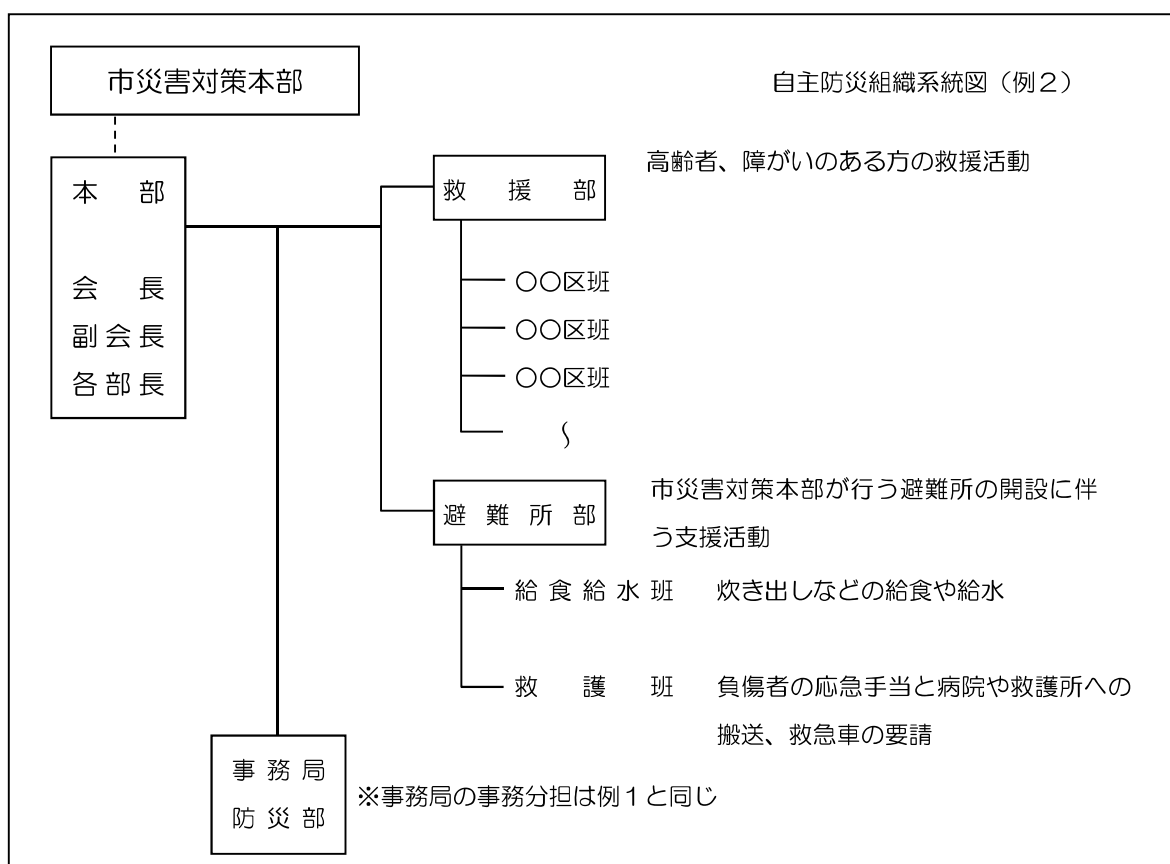 市災害対策本部
自主防災組織系統図（例２）
本部
会長
副会長
各部長
救援部
高齢者、障がいのある方の救援活動
〇〇区班
〇〇区班
〇〇区班
～
避難所部
市災害対策本部が行う避難所の開設に伴
う支援活動
給食給水班 炊き出しなどの給食や給水
救護班 負傷者の応急手当と病院や救護所への
搬送、救急車の要請
事務局
防災部
※事務局の事務分担は例１と同じ